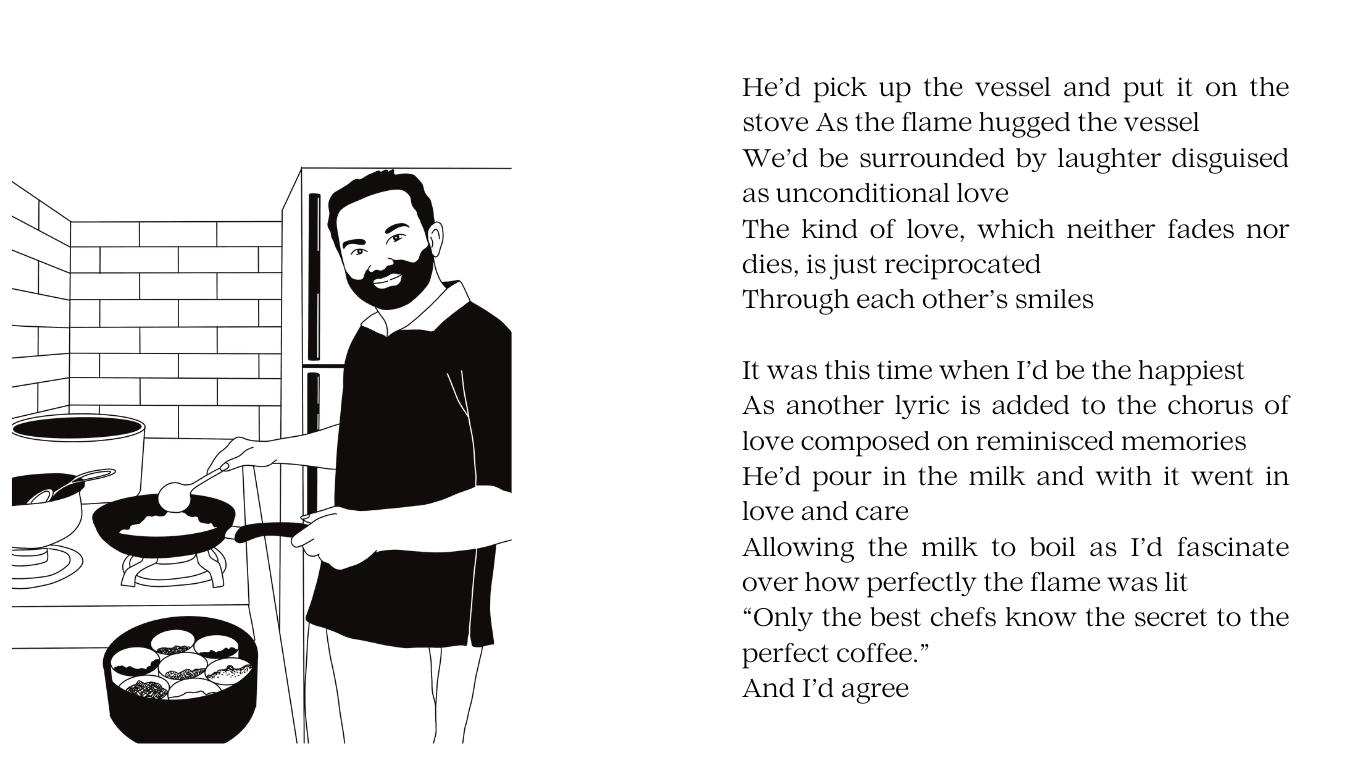 He’d pick up the vessel and put it on the
stove As the flame hugged the vessel
We’d be surrounded by laughter disguised
as unconditional love
The kind of love, which neither fades nor
dies, is just reciprocated
Through each other’s smiles
It was this time when I’d be the happiest
As another lyric is added to the chorus of
love composed on reminisced memories
He’d pour in the milk and with it went in
love and care
Allowing the milk to boil as I’d fascinate
over how perfectly the flame was lit
“Only the best chefs know the secret to the
perfect coffee.”
And I’d agree